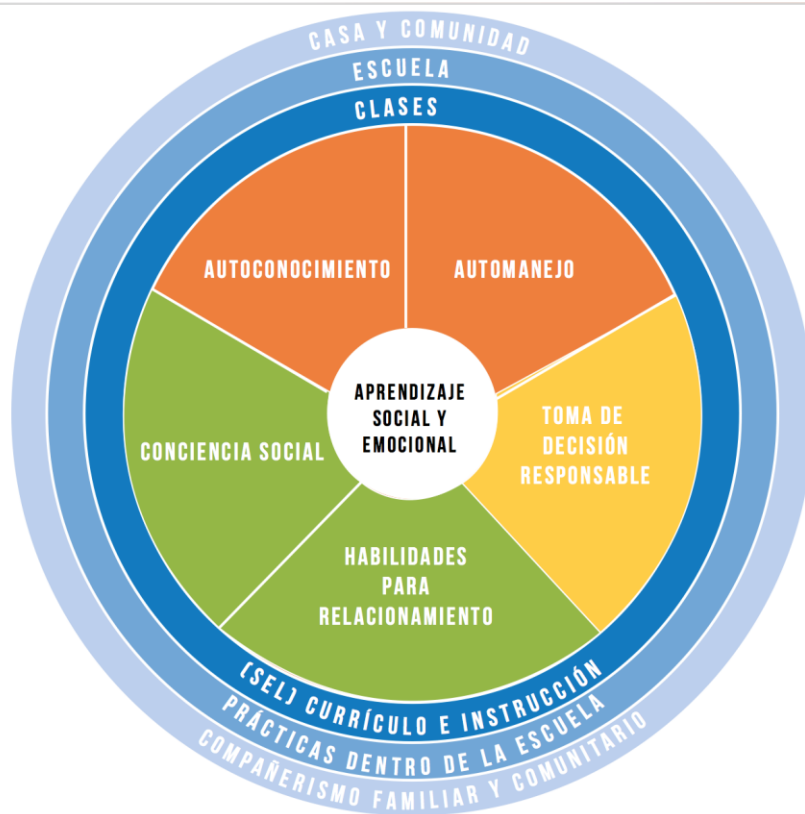 CASA Y COMUNIDAD
ESCUELA
CLASES
AUTOCONOCIMIENTO
AUTOMANEJO
APRENDIZAJE
SOCIAL Y
EMOCIONAL
CONCIENCIA SOCIAL
TOMA DE
DECISIÓN
RESPONSABLE
HABILIDADES
PARA
RELACIONAMIENTO
(SEL) CURRÍCULO E INSTRUCCIÓN
PRÁCTICAS DENTRO DE LA ESCUELA
COMPAÑERISMO FAMILIAR Y COMUNITARIO